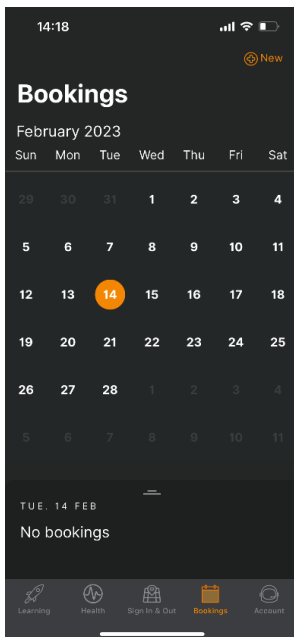 14:18
New
Bookings
February 2023
Sun Mon Tue Wed Thu Fri Sat
29 30 31 1 2 3 4
5 6 7 8 9 10 11
12 13 14 15 16 17 18
19 20 21 22 23 24 25
26 27 28 1 2 3 4
5 6 7 8 9 10 11
TUE. 14 FEB
No bookings
Learning Health Sign In & Out Bookings Account